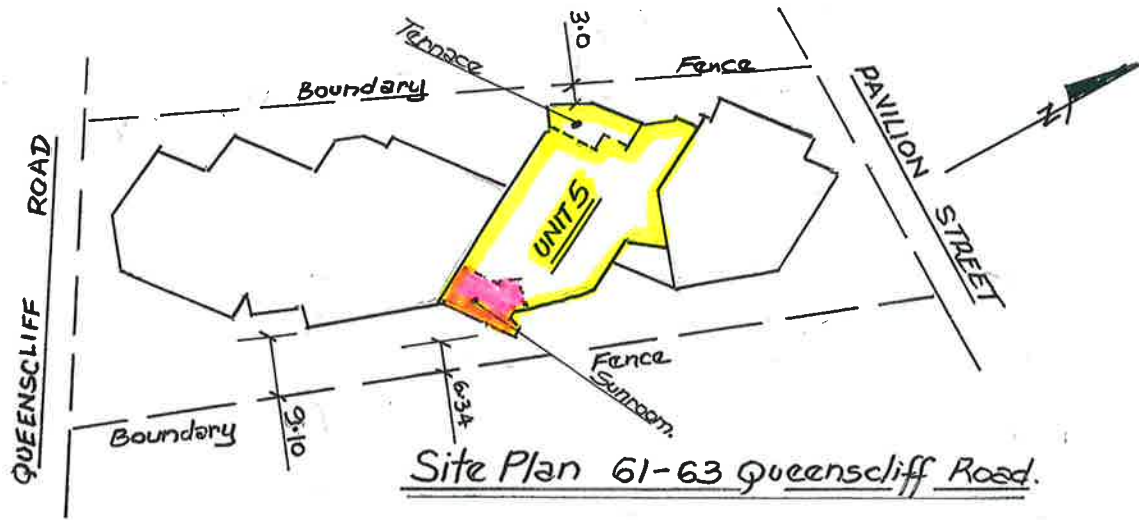 Terrace
3.0
Boundary
Fence
PAVILION STREET
N
QUEENSCLIFF ROAD
UNIT 5
Fence
Sunroom.
6.34
9.10
Boundary
Site Plan 61-63 Queenscliff Road.